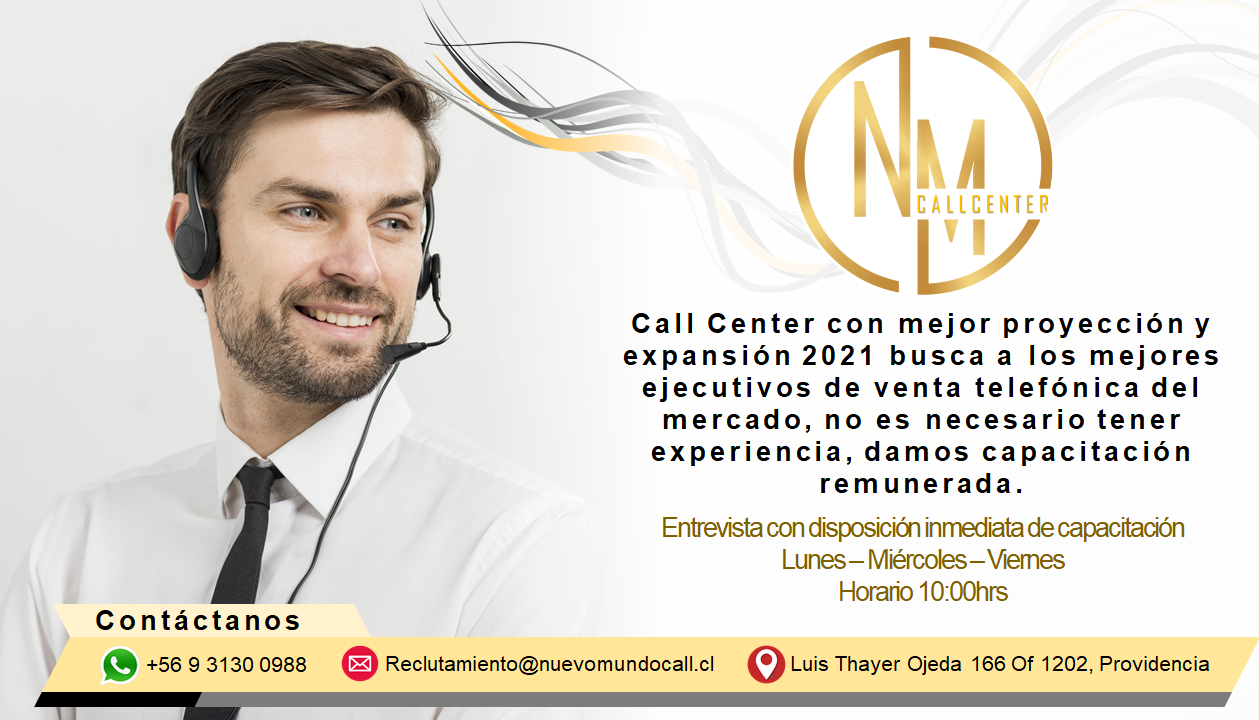 NM
CALLCENTER
Call Center con mejor proyección y
expansión 2021 busca a los mejores
ejecutivos de venta telefónica del
mercado, no es necesario tener
experiencia, damos capacitación
remunerada.
Entrevista con disposición inmediata de capacitación
Lunes – Miércoles – Viernes
Horario 10:00hrs
Contáctanos
+56 9 3130 0988 Reclutamiento@nuevomundocall.cl Luis Thayer Ojeda 166 Of 1202, Providencia